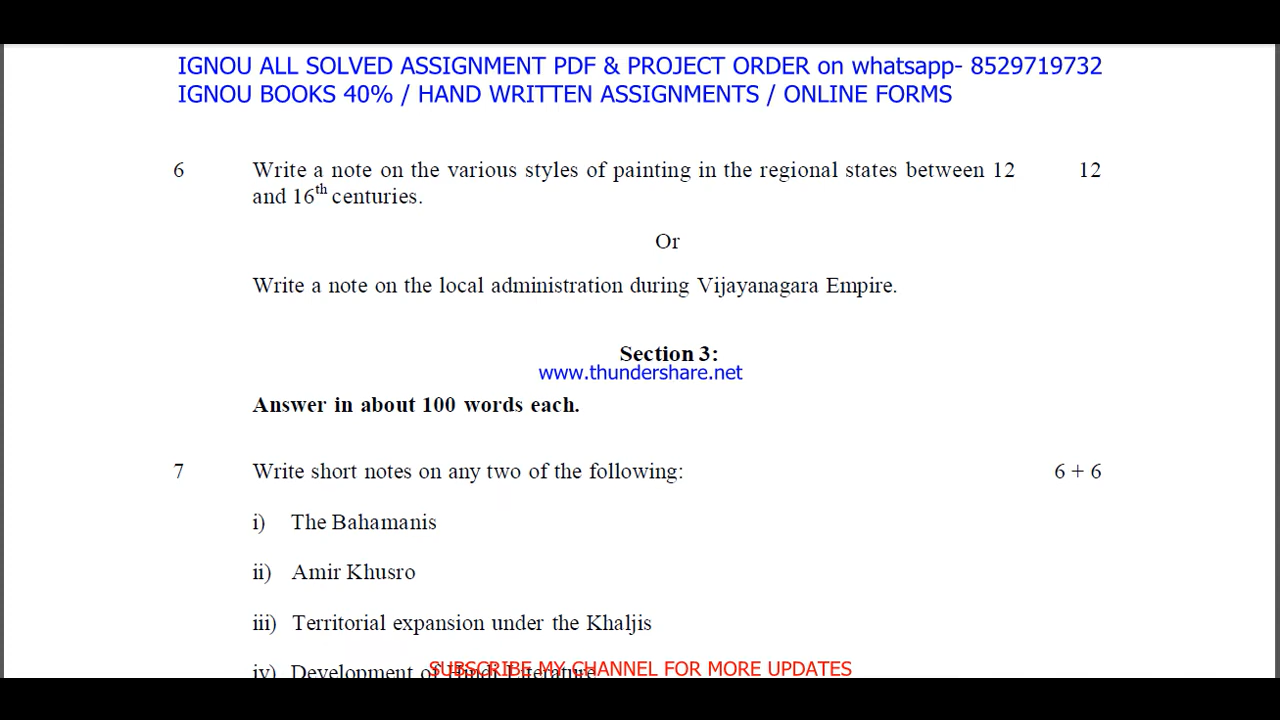 IGNOU ALL SOLVED ASSIGNMENT PDF & PROJECT ORDER on whatsapp- 8529719732
IGNOU BOOKS 40% / HAND WRITTEN ASSIGNMENTS / ONLINE FORMS
6 Write a note on the various styles of painting in the regional states between 12 12
and 16th centuries.
Or
Write a note on the local administration during Vijayanagara Empire.
Section 3:
www.thundershare.net
Answer in about 100 words each.
7 Write short notes on any two of the following: 6 + 6
i) The Bahamanis
ii) Amir Khusro
iii) Territorial expansion under the Khaljis
iv) Development of Hindi Literature
SUBSCRIBE MY CHANNEL FOR MORE UPDATES